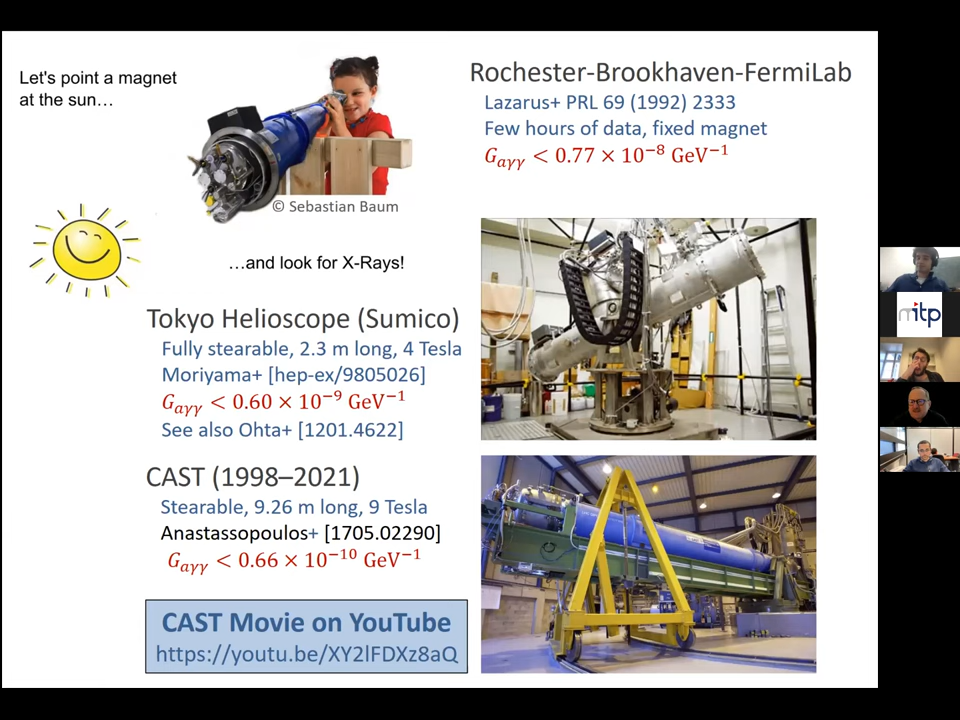 Let's point a magnet
at the sun…
© Sebastian Baum
…and look for X-Rays!
Rochester-Brookhaven-FermiLab
Lazarus+ PRL 69 (1992) 2333
Few hours of data, fixed magnet
G_aγγ < 0.77 × 10⁻⁸ GeV⁻¹
Tokyo Helioscope (Sumico)
Fully stearable, 2.3 m long, 4 Tesla
Moriyama+ [hep-ex/9805026]
G_aγγ < 0.60 × 10⁻⁹ GeV⁻¹
See also Ohta+ [1201.4622]
CAST (1998–2021)
Stearable, 9.26 m long, 9 Tesla
Anastassopoulos+ [1705.02290]
G_aγγ < 0.66 × 10⁻¹⁰ GeV⁻¹
CAST Movie on YouTube
https://youtu.be/XY2lFDXz8aQ
mitp